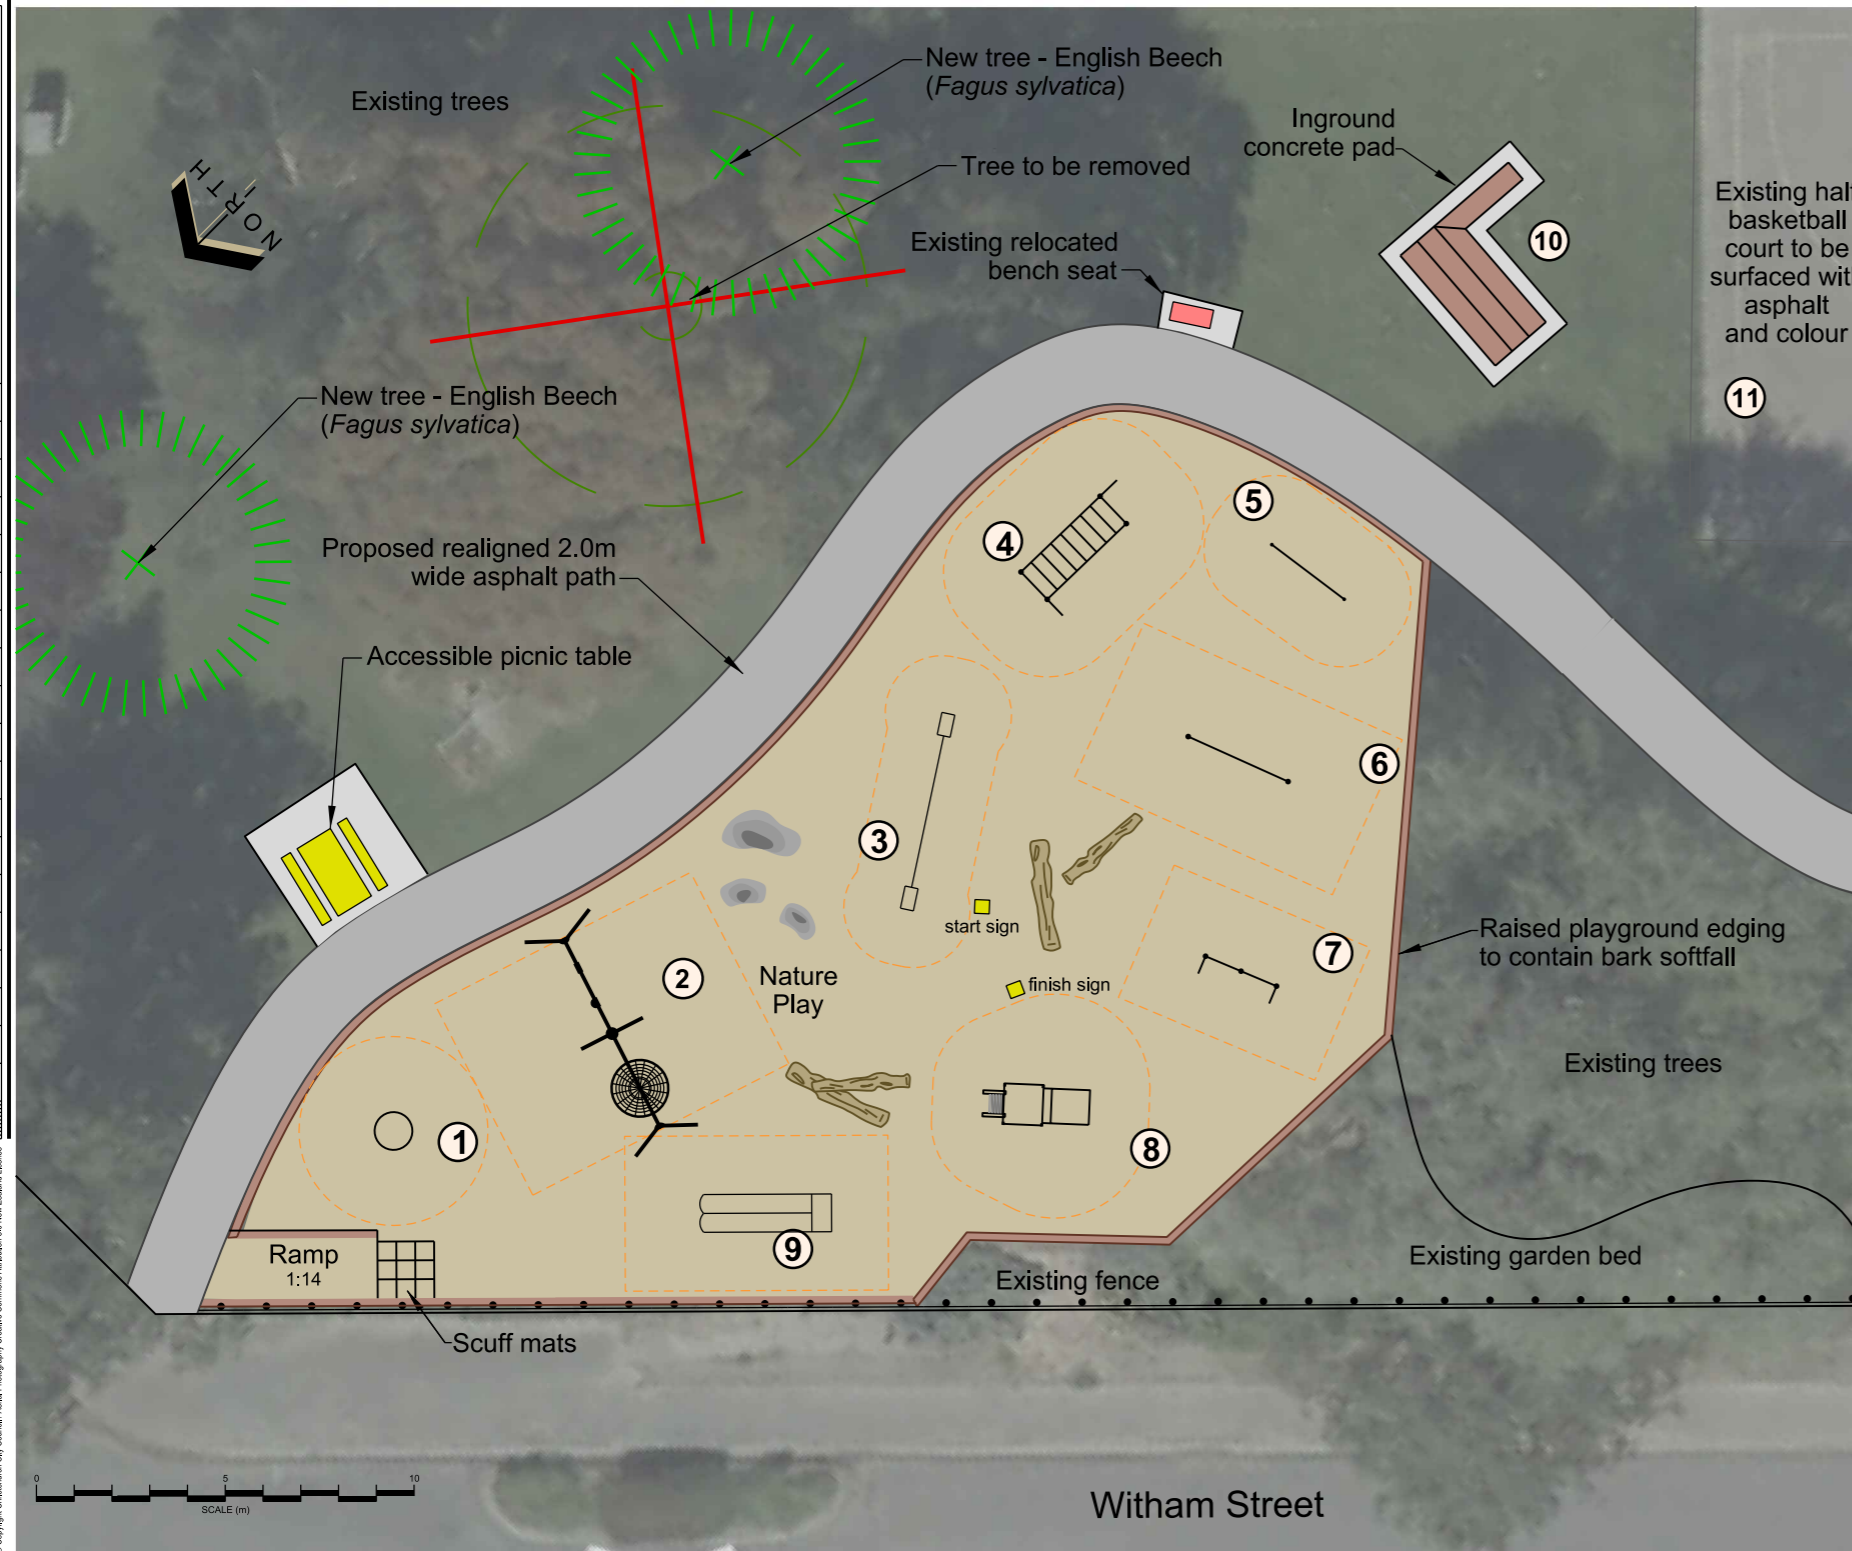 New tree - English Beech
(Fagus sylvatica)
Existing trees
Inground
concrete pad
NORTH
Tree to be removed
Existing half
basketball
court to be
surfaced with
asphalt
and colour
10
Existing relocated
bench seat
11
New tree - English Beech
(Fagus sylvatica)
5
4
Proposed realigned 2.0m
wide asphalt path
Accessible picnic table
6
3
start sign
Raised playground edging
to contain bark softfall
7
2
Nature
Play
finish sign
Existing trees
1
8
9
Ramp
1:14
Existing garden bed
Existing fence
Scuff mats
0 5 10
SCALE (m)
Witham Street